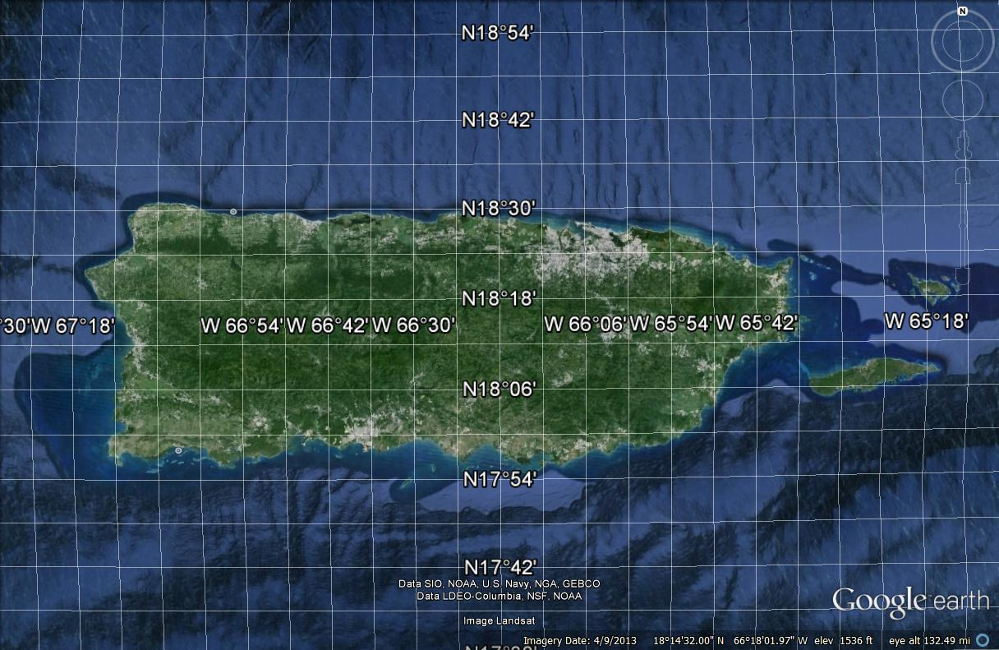 N
N18°54'
N18°42'
N18°30'
N18°18'
°30'W 67°18' W 66°54' W 66°42' W 66°30' W 66°06' W 65°54' W 65°42' W 65°18'
N18°06'
N17°54'
N17°42'
Data SIO, NOAA, U.S. Navy, NGA, GEBCO
Data LDEO-Columbia, NSF, NOAA
Google earth
Image Landsat
Imagery Date: 4/9/2013 18°14'32.00" N 66°18'01.97" W elev 1536 ft eye alt 132.49 mi